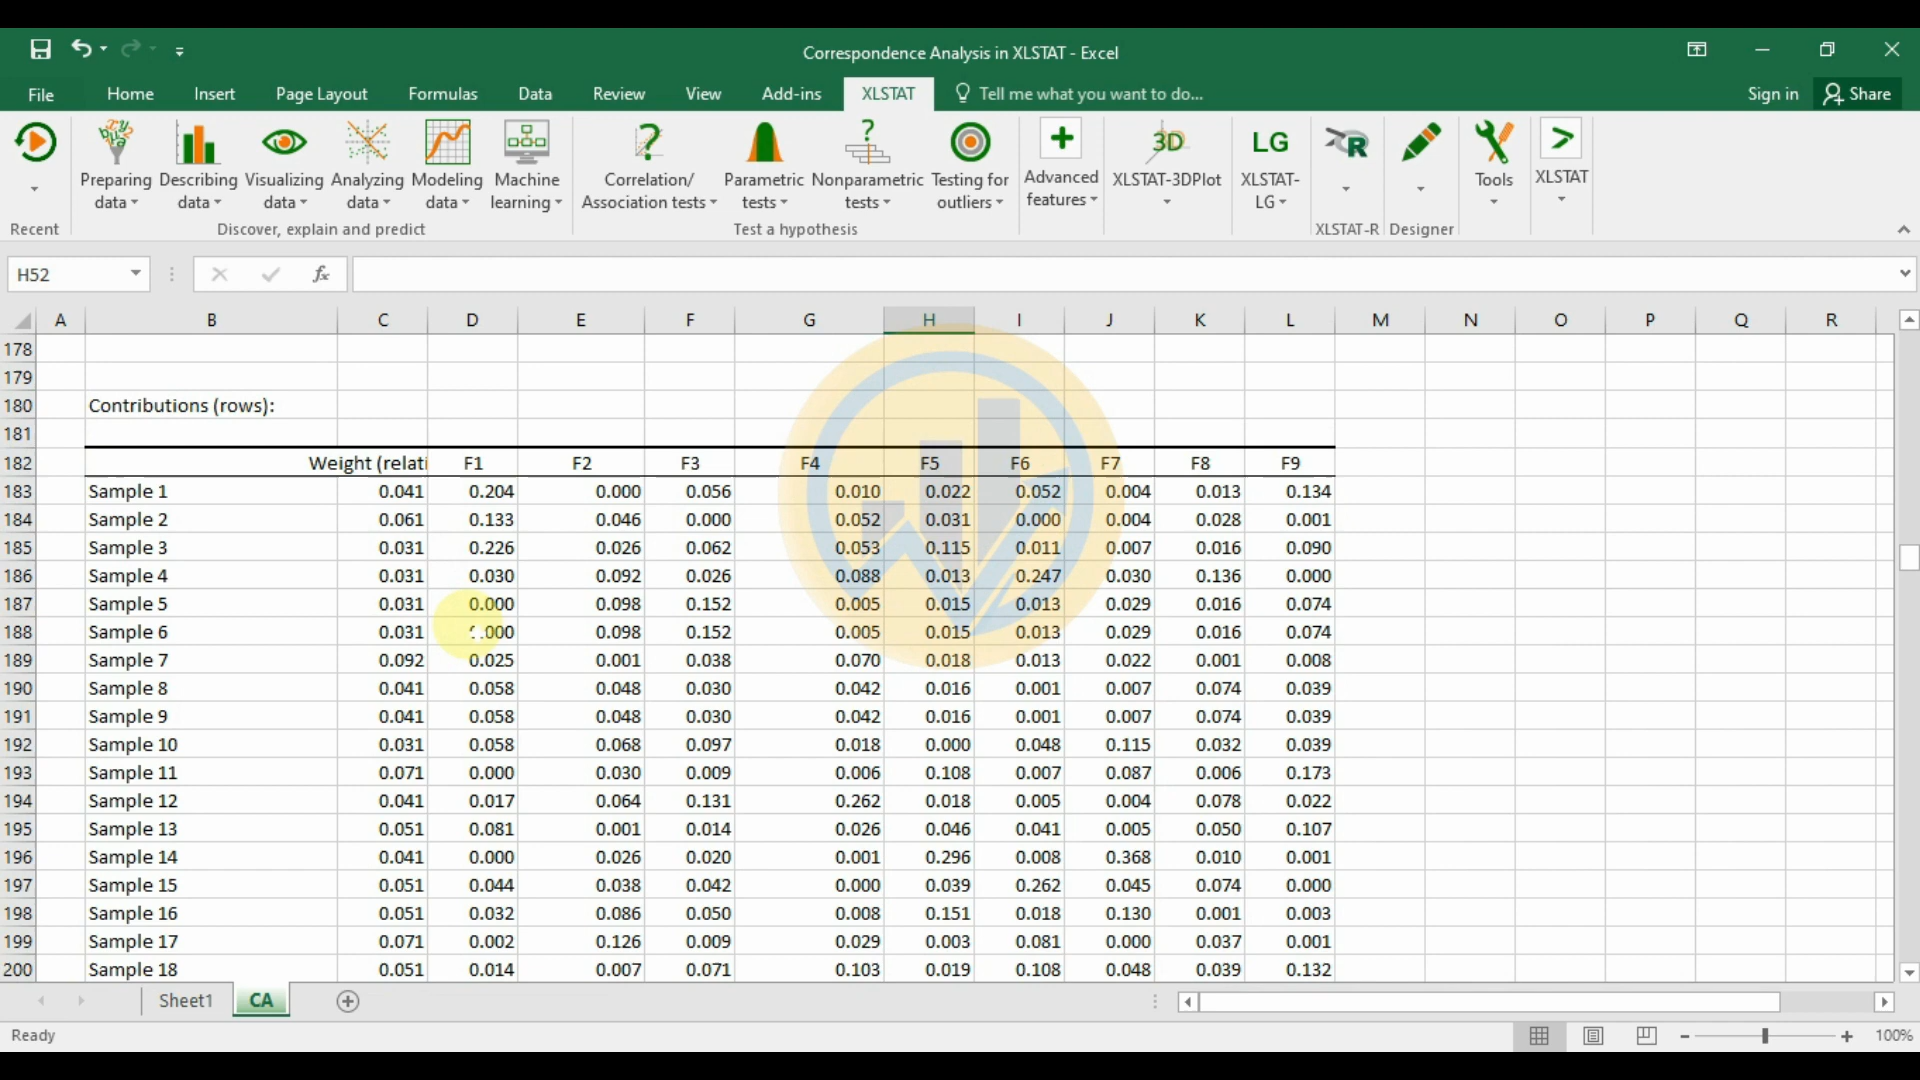 Correspondence Analysis in XLSTAT - Excel
File Home Insert Page Layout Formulas Data Review View Add-ins XLSTAT Tell me what you want to do... Sign in Share
Preparing data Describing data Visualizing data Analyzing data Modeling data Machine learning Correlation/ Association tests Parametric tests Nonparametric tests Testing for outliers Advanced features 3D XLSTAT-3DPlot LG XLSTAT-LG R Tools XLSTAT
Recent Discover, explain and predict Test a hypothesis XLSTAT-R Designer
H52 fx
A B C D E F G H I J K L M N O P Q R
178
179
180 Contributions (rows):
181
182 Weight (relati F1 F2 F3 F4 F5 F6 F7 F8 F9
183 Sample 1 0.041 0.204 0.000 0.056 0.010 0.022 0.052 0.004 0.013 0.134
184 Sample 2 0.061 0.133 0.046 0.000 0.052 0.031 0.000 0.004 0.028 0.001
185 Sample 3 0.031 0.226 0.026 0.062 0.053 0.115 0.011 0.007 0.016 0.090
186 Sample 4 0.031 0.030 0.092 0.026 0.088 0.013 0.247 0.030 0.136 0.000
187 Sample 5 0.031 0.000 0.098 0.152 0.005 0.015 0.013 0.029 0.016 0.074
188 Sample 6 0.031 0.098 0.152 0.005 0.015 0.013 0.029 0.016 0.074
189 Sample 7 0.092 0.025 0.001 0.038 0.070 0.018 0.013 0.022 0.001 0.008
190 Sample 8 0.041 0.058 0.048 0.030 0.042 0.016 0.001 0.007 0.074 0.039
191 Sample 9 0.041 0.058 0.048 0.030 0.042 0.016 0.001 0.007 0.074 0.039
192 Sample 10 0.031 0.058 0.068 0.097 0.018 0.000 0.048 0.115 0.032 0.039
193 Sample 11 0.071 0.000 0.030 0.009 0.006 0.108 0.007 0.087 0.006 0.173
194 Sample 12 0.041 0.017 0.064 0.131 0.262 0.018 0.005 0.004 0.078 0.022
195 Sample 13 0.051 0.081 0.001 0.014 0.026 0.046 0.041 0.005 0.050 0.107
196 Sample 14 0.041 0.000 0.026 0.020 0.001 0.296 0.008 0.368 0.010 0.001
197 Sample 15 0.051 0.044 0.038 0.042 0.000 0.039 0.262 0.045 0.074 0.000
198 Sample 16 0.051 0.032 0.086 0.050 0.008 0.151 0.018 0.130 0.001 0.003
199 Sample 17 0.071 0.002 0.126 0.009 0.029 0.003 0.081 0.000 0.037 0.001
200 Sample 18 0.051 0.014 0.007 0.071 0.103 0.019 0.108 0.048 0.039 0.132
Sheet1 CA
Ready 100%